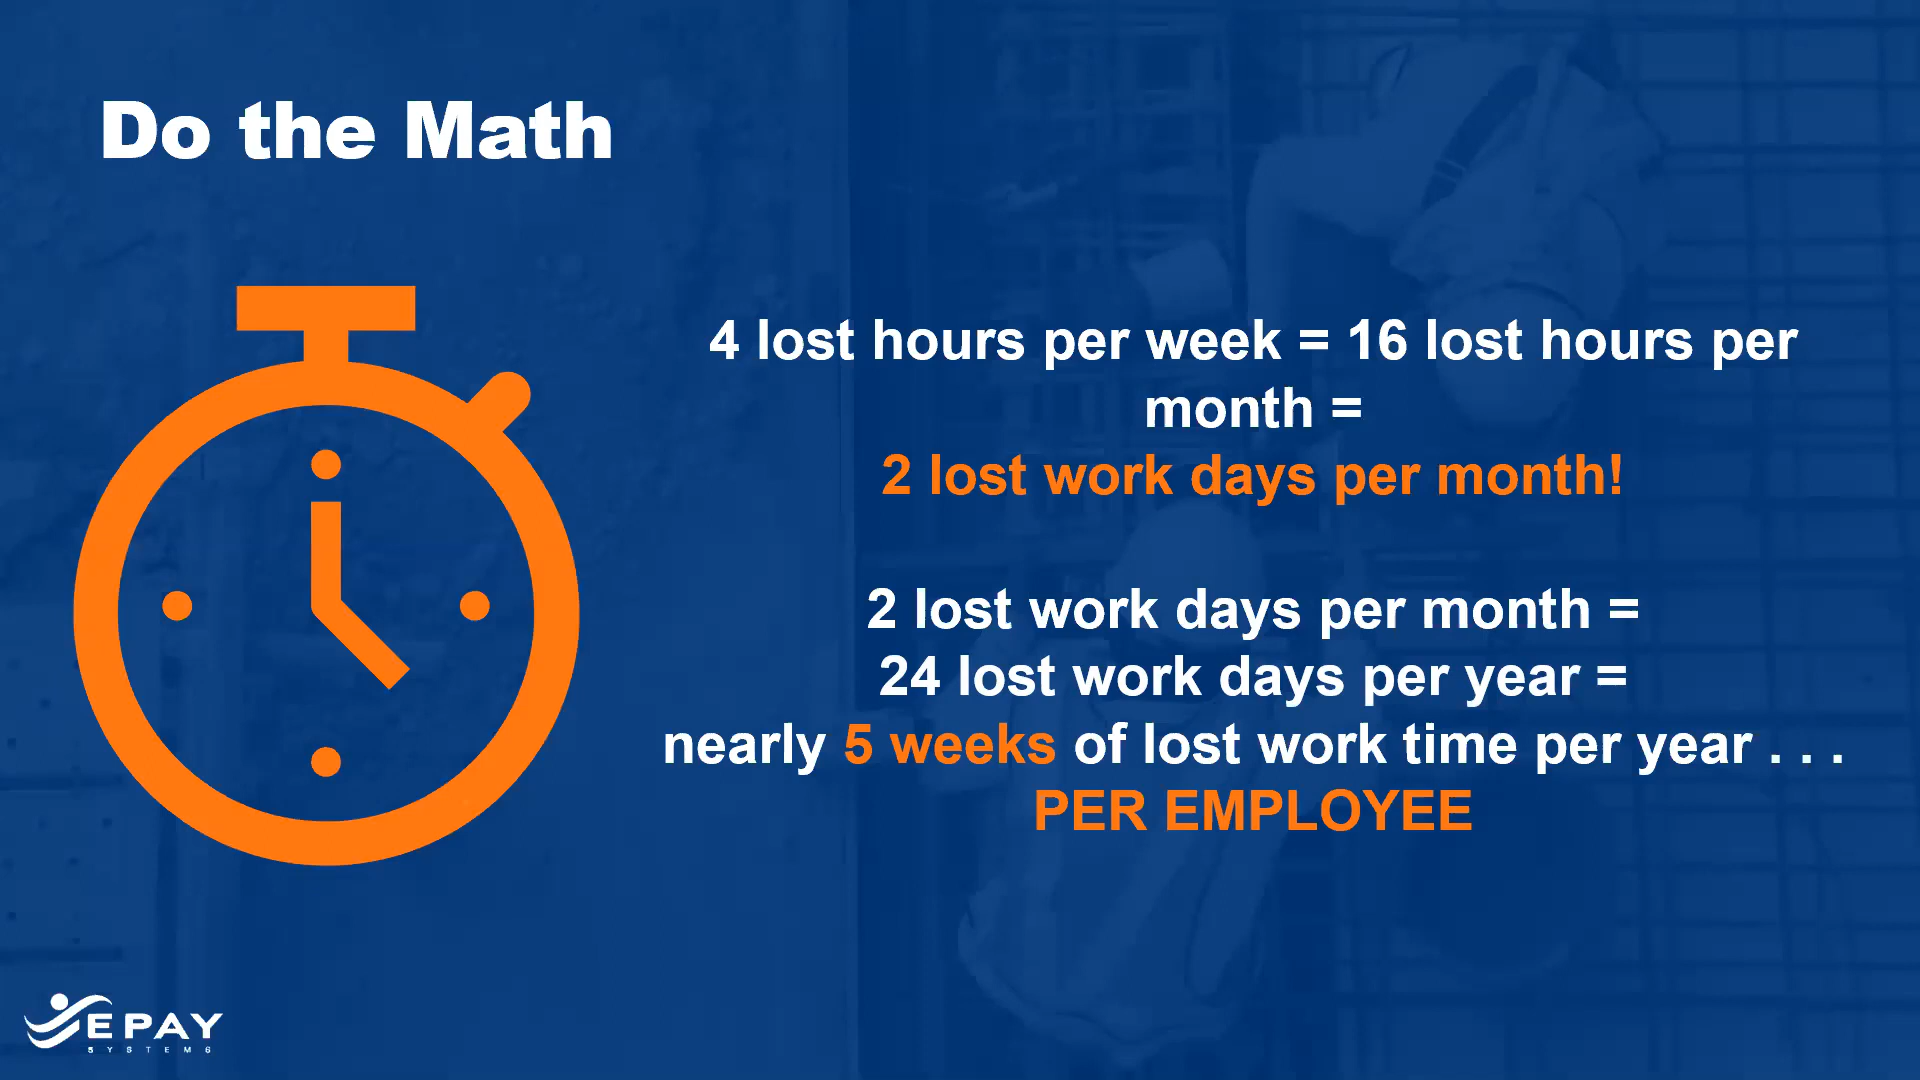 Do the Math
4 lost hours per week = 16 lost hours per
month =
2 lost work days per month!
2 lost work days per month =
24 lost work days per year =
nearly 5 weeks of lost work time per year . . .
PER EMPLOYEE
EPAY
SYSTEMS